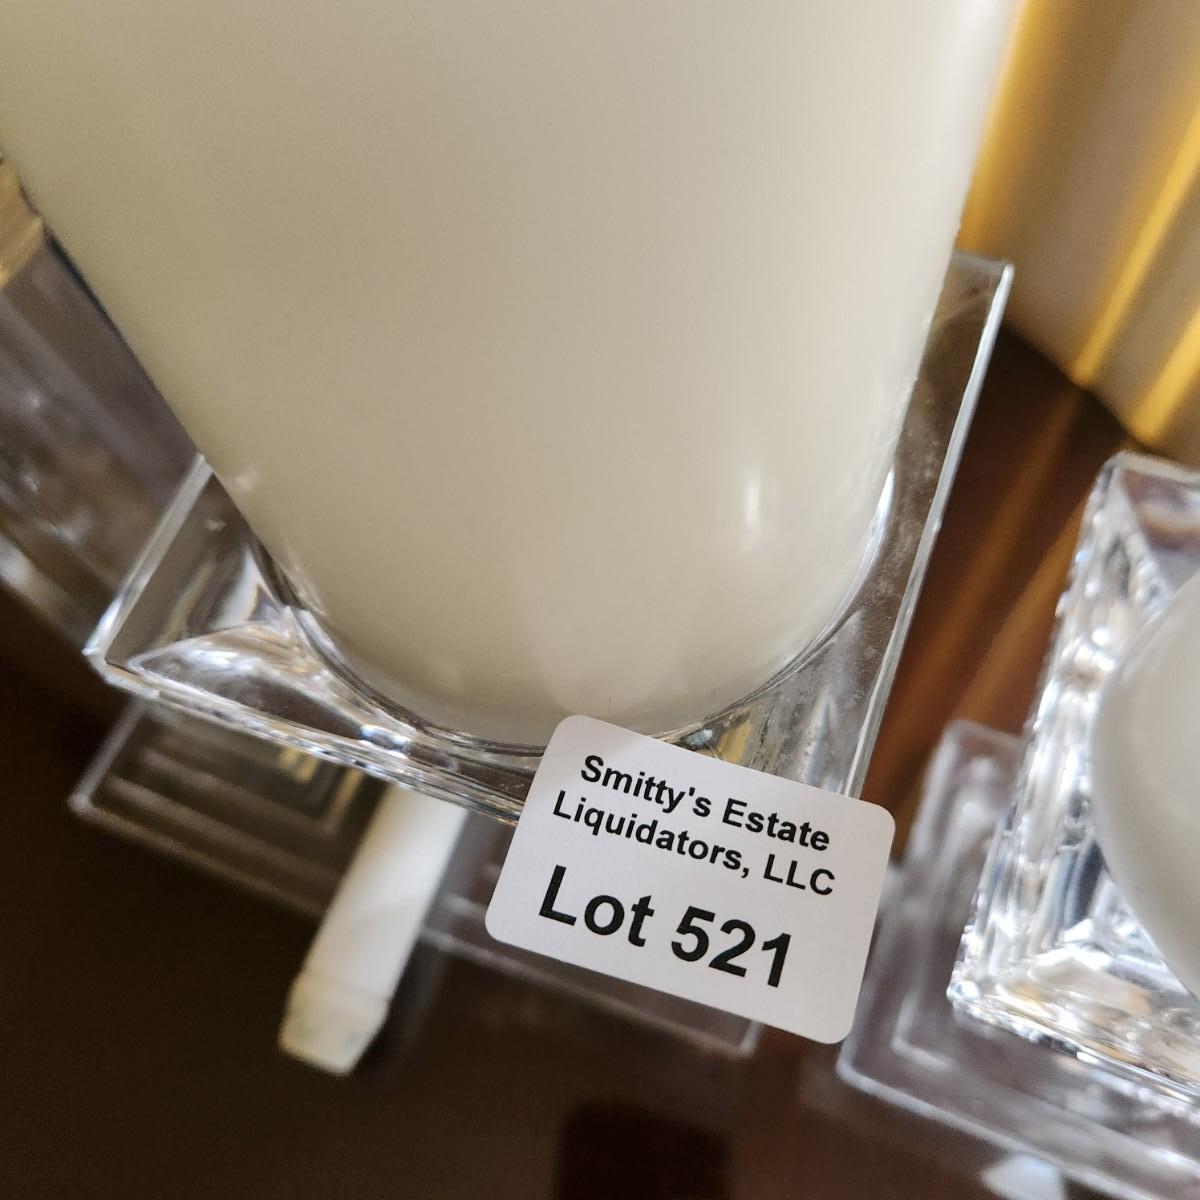 Smitty's Estate
Liquidators, LLC
Lot 521